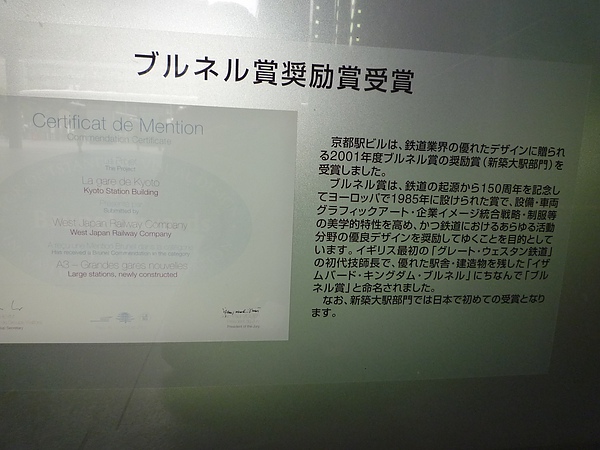 ブルネル賞奨励賞受賞
Certificat de Mention
Commendation Certificate
The Project
La gare de Kyoto
Kyoto Station Building
Submitted by
West Japan Railway Company
West Japan Railway Company
A3 – Grandes gares nouvelles
Large stations, newly constructed
京都駅ビルは、鉄道業界の優れたデザインに贈られ
る2001年度ブルネル賞の奨励賞（新築大駅部門）を
受賞しました。
ブルネル賞は、鉄道の起源から150周年を記念し
てヨーロッパで1985年に設けられた賞で、設備・車両
グラフィックアート・企業イメージ統合戦略・制服等
の美学的特性を高め、かつ鉄道におけるあらゆる活動
分野の優良デザインを奨励してゆくことを目的として
います。イギリス最初の「グレート・ウェスタン鉄道」
の初代技師長で、優れた駅舎・建造物を残した「イザ
ムバード・キングダム・ブルネル」にちなんで「ブル
ネル賞」と命名されました。
なお、新築大駅部門では日本で初めての受賞となり
ます。